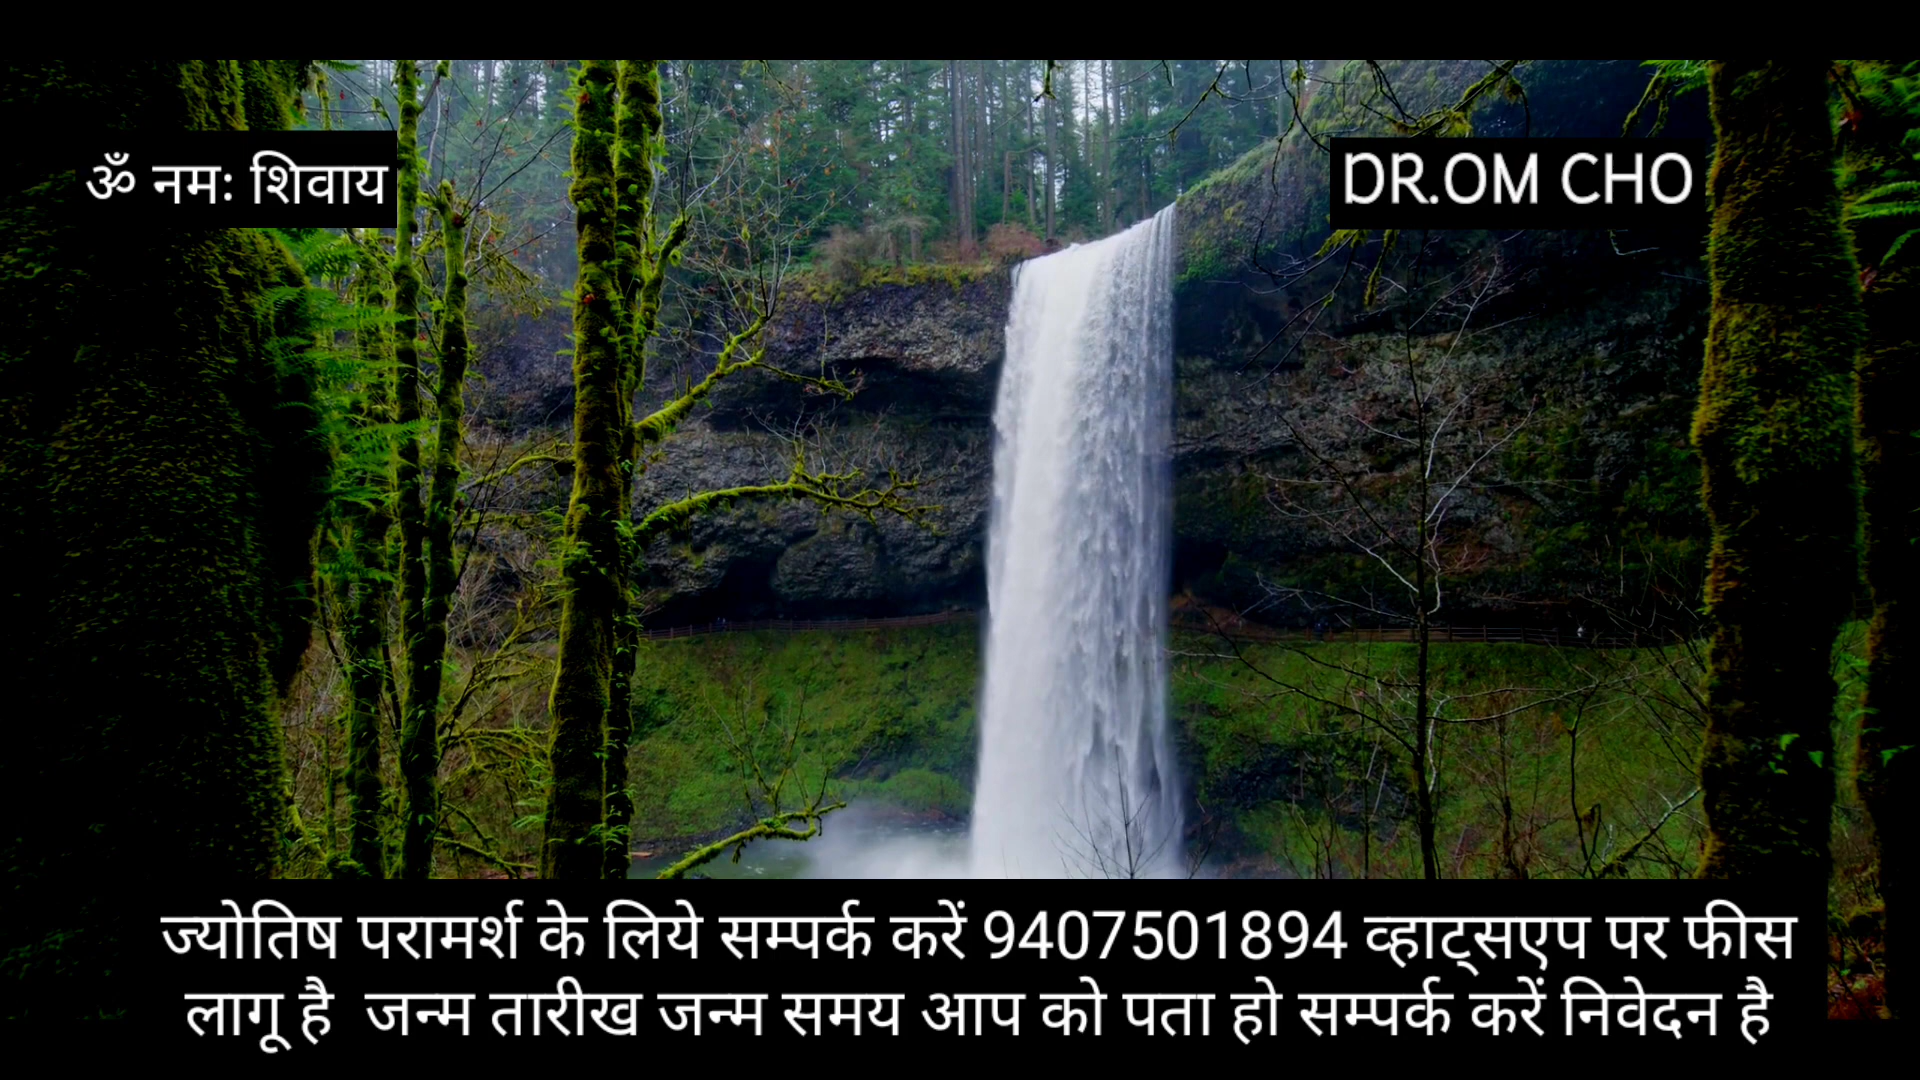 ॐ नमः शिवाय
DR.OM CHO
ज्योतिष परामर्श के लिये सम्पर्क करें 9407501894 व्हाट्सएप पर फीस
लागू है जन्म तारीख जन्म समय आप को पता हो सम्पर्क करें निवेदन है